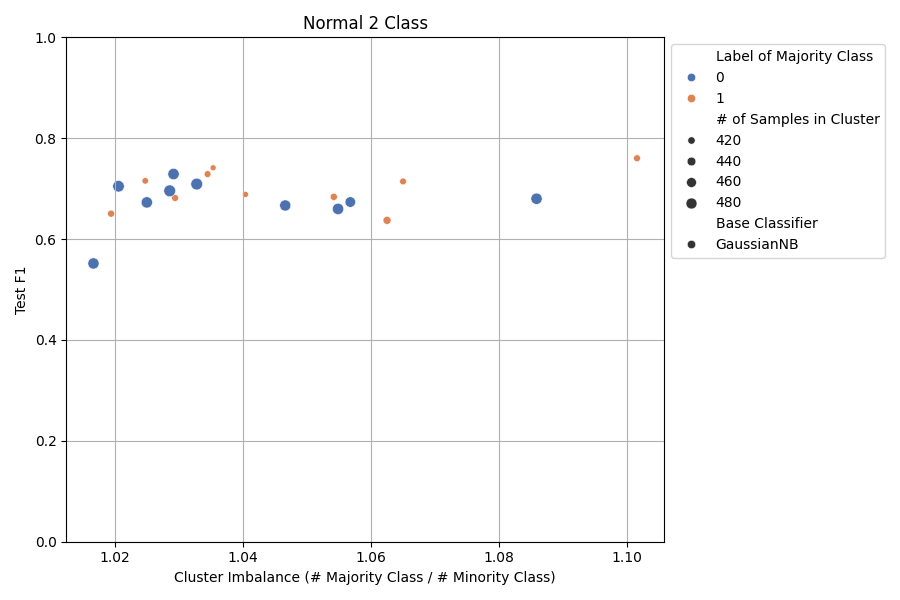 Normal 2 Class
1.0
0.8
0.6
0.4
0.2
0.0
Test F1
1.02
1.04
1.06
1.08
1.10
Cluster Imbalance (# Majority Class / # Minority Class)
Label of Majority Class
0
1
# of Samples in Cluster
420
440
460
480
Base Classifier
GaussianNB